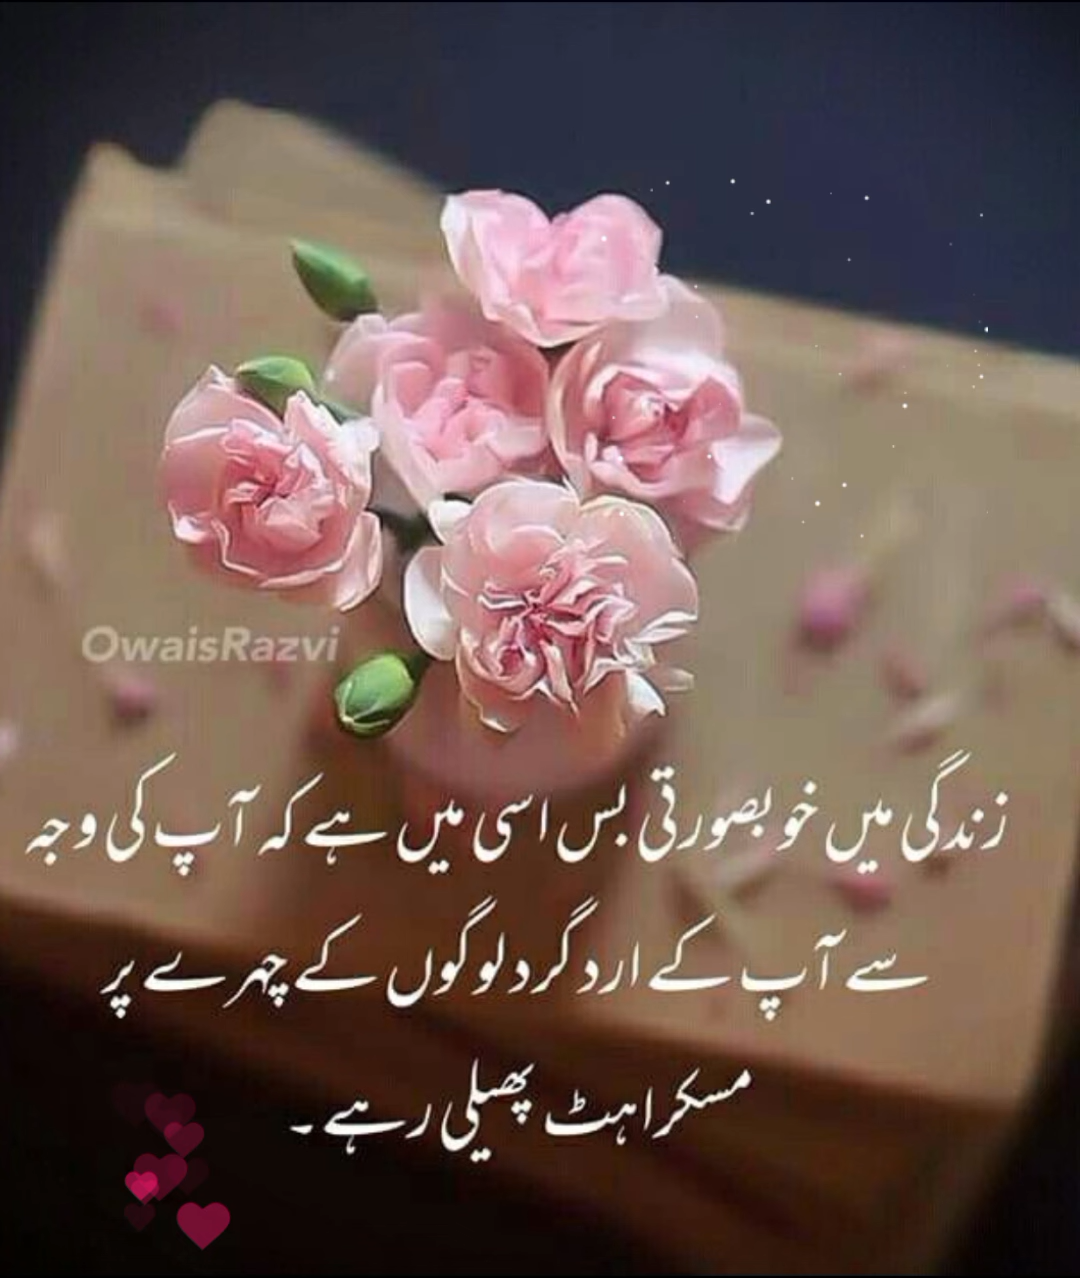 OwaisRazvi
زندگی میں خوبصورتی بس اسی میں ہے کہ آپ کی وجہ
سے آپ کے ارد گرد لوگوں کے چہرے پر
مسکراہٹ پھیلی رہے ۔